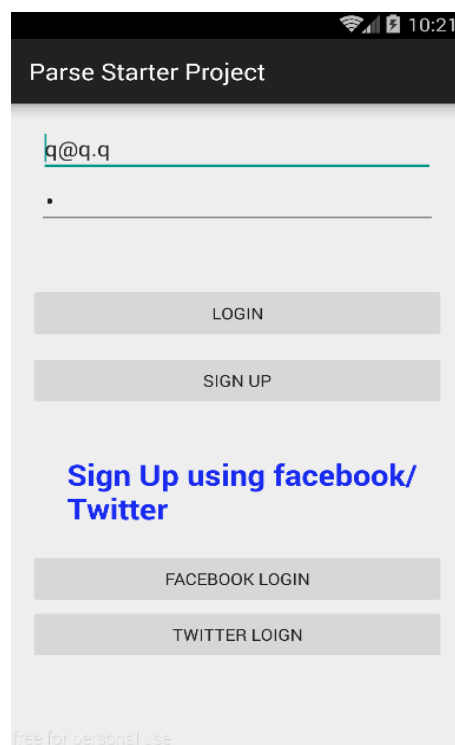 10:21
Parse Starter Project
q@q.q
•
LOGIN
SIGN UP
Sign Up using facebook/
Twitter
FACEBOOK LOGIN
TWITTER LOIGN
free for personal use